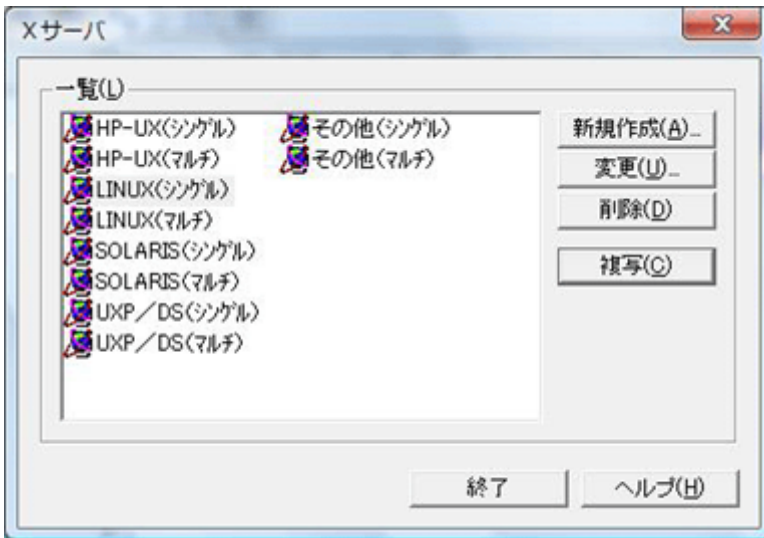 Xサーバ
一覧(L)
HP-UX(ｼﾝｸﾞﾙ)
HP-UX(ﾏﾙﾁ)
LINUX(ｼﾝｸﾞﾙ)
LINUX(ﾏﾙﾁ)
SOLARIS(ｼﾝｸﾞﾙ)
SOLARIS(ﾏﾙﾁ)
UXP／DS(ｼﾝｸﾞﾙ)
UXP／DS(ﾏﾙﾁ)
その他(ｼﾝｸﾞﾙ)
その他(ﾏﾙﾁ)
新規作成(A)...
変更(U)...
削除(D)
複写(C)
終了
ヘルプ(H)